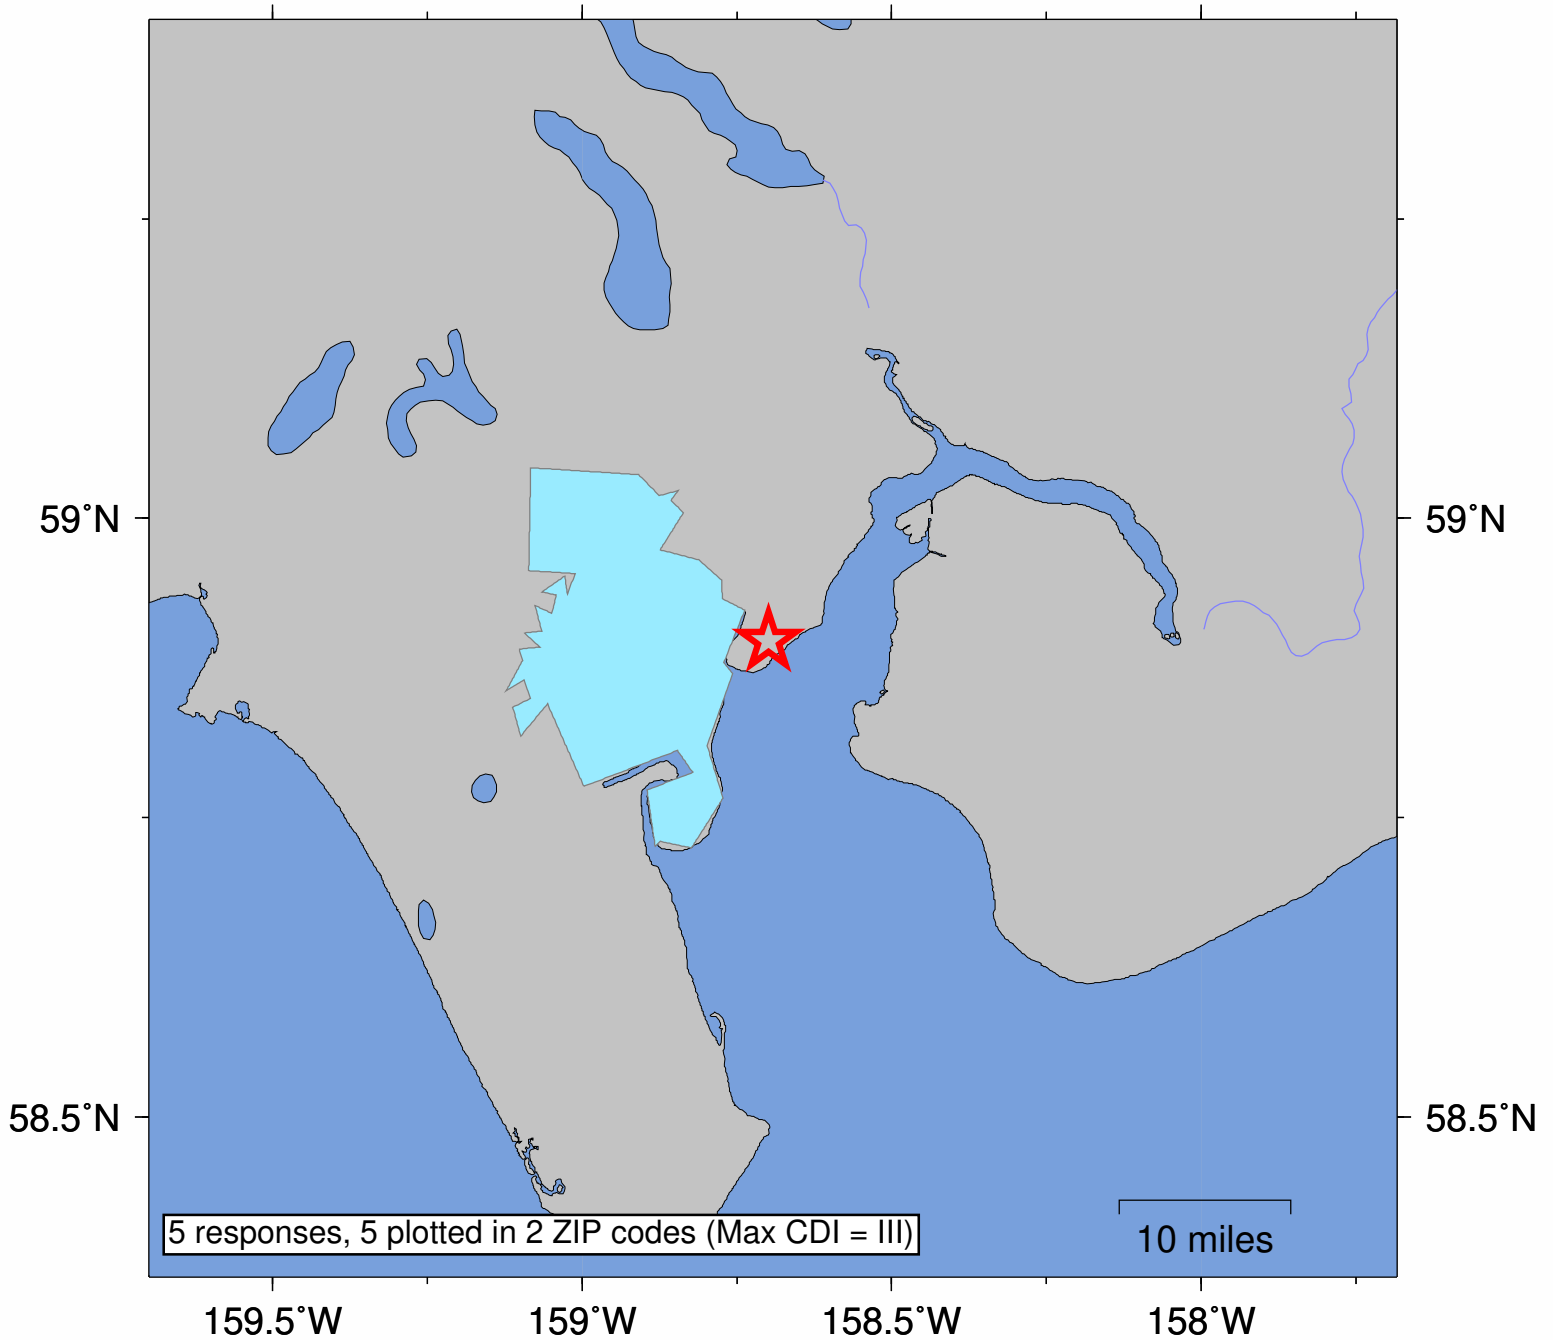 59°N
59°N
58.5°N
58.5°N
5 responses, 5 plotted in 2 ZIP codes (Max CDI = III)
10 miles
159.5°W
159°W
158.5°W
158°W